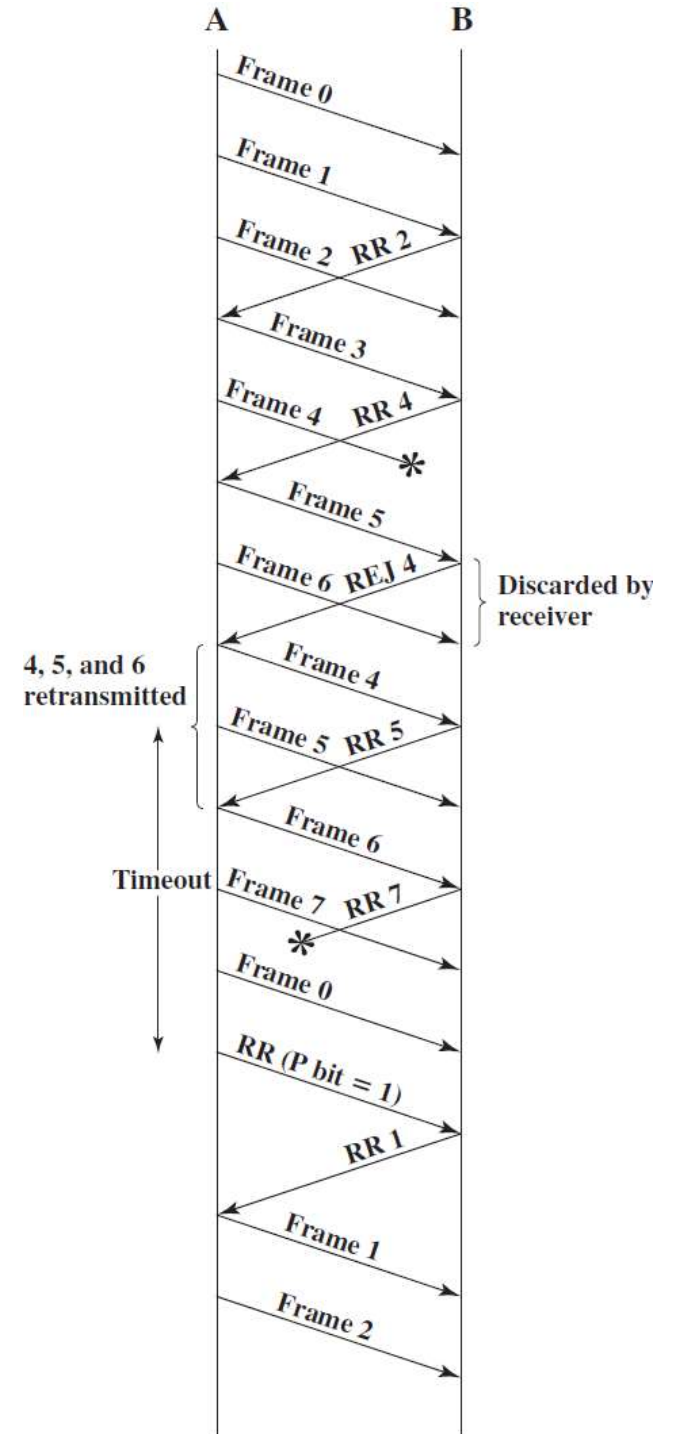 A B
Frame 0
Frame 1
Frame 2 RR 2
Frame 3
Frame 4 RR 4
*
Frame 5
Frame 6 REJ 4
Discarded by
receiver
4, 5, and 6
retransmitted
Frame 4
Frame 5 RR 5
Frame 6
Timeout
Frame 7 RR 7
*
Frame 0
RR (P bit = 1)
RR 1
Frame 1
Frame 2